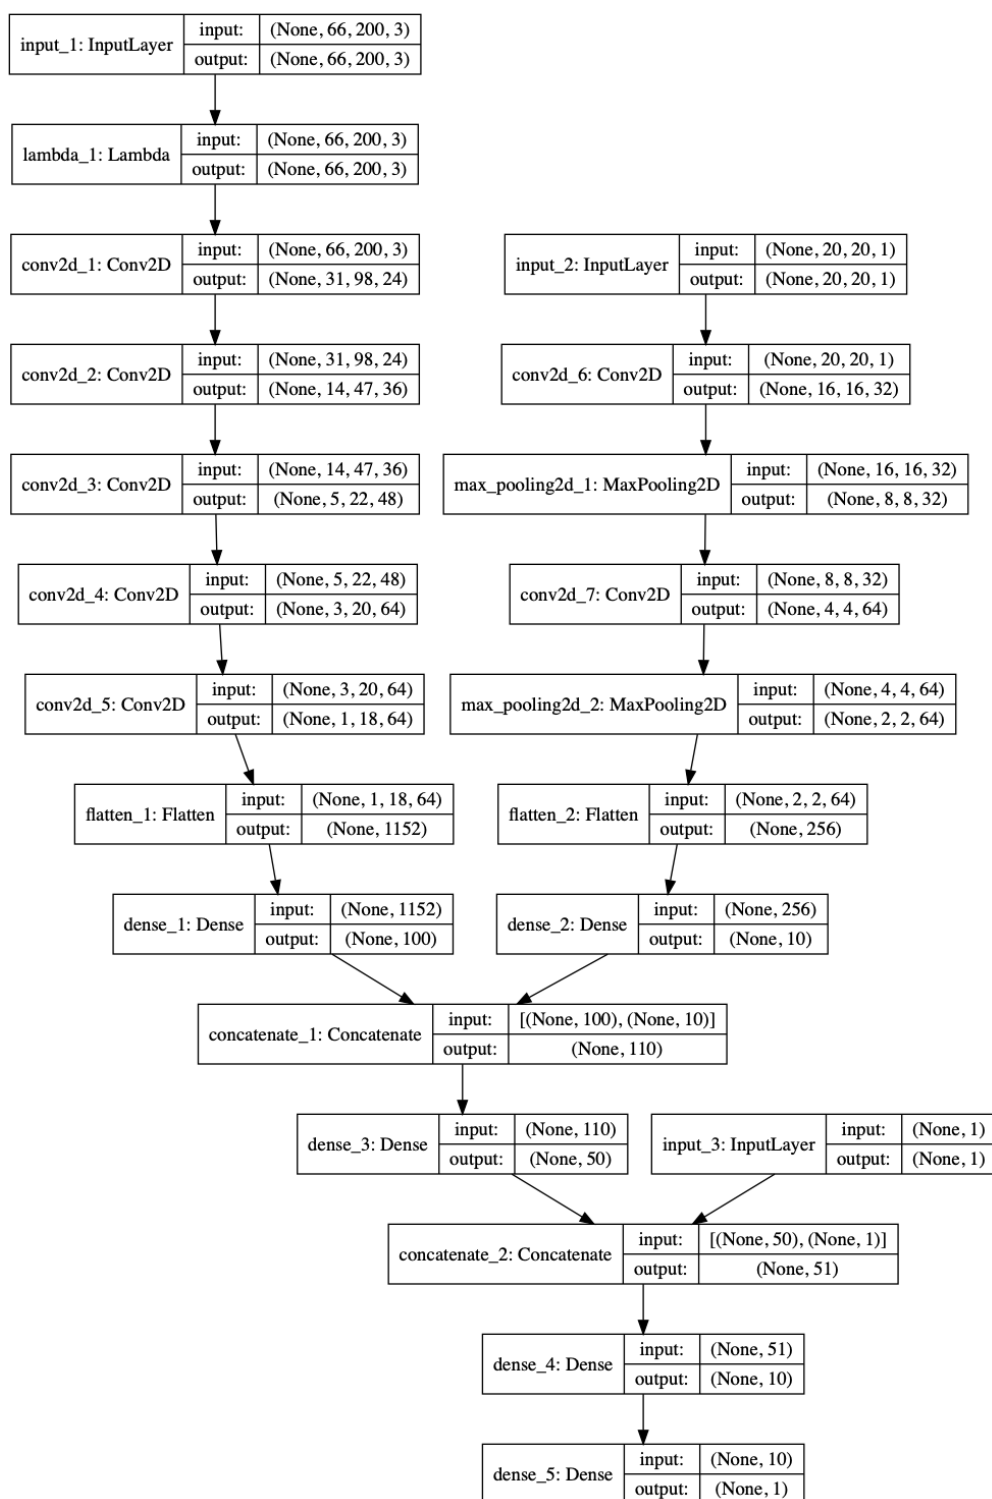 input_1: InputLayer
input: (None, 66, 200, 3)
output: (None, 66, 200, 3)
lambda_1: Lambda
input: (None, 66, 200, 3)
output: (None, 66, 200, 3)
conv2d_1: Conv2D
input: (None, 66, 200, 3)
output: (None, 31, 98, 24)
input_2: InputLayer
input: (None, 20, 20, 1)
output: (None, 20, 20, 1)
conv2d_2: Conv2D
input: (None, 31, 98, 24)
output: (None, 14, 47, 36)
conv2d_6: Conv2D
input: (None, 20, 20, 1)
output: (None, 16, 16, 32)
conv2d_3: Conv2D
input: (None, 14, 47, 36)
output: (None, 5, 22, 48)
max_pooling2d_1: MaxPooling2D
input: (None, 16, 16, 32)
output: (None, 8, 8, 32)
conv2d_4: Conv2D
input: (None, 5, 22, 48)
output: (None, 3, 20, 64)
conv2d_7: Conv2D
input: (None, 8, 8, 32)
output: (None, 4, 4, 64)
conv2d_5: Conv2D
input: (None, 3, 20, 64)
output: (None, 1, 18, 64)
max_pooling2d_2: MaxPooling2D
input: (None, 4, 4, 64)
output: (None, 2, 2, 64)
flatten_1: Flatten
input: (None, 1, 18, 64)
output: (None, 1152)
flatten_2: Flatten
input: (None, 2, 2, 64)
output: (None, 256)
dense_1: Dense
input: (None, 1152)
output: (None, 100)
dense_2: Dense
input: (None, 256)
output: (None, 10)
concatenate_1: Concatenate
input: [(None, 100), (None, 10)]
output: (None, 110)
dense_3: Dense
input: (None, 110)
output: (None, 50)
input_3: InputLayer
input: (None, 1)
output: (None, 1)
concatenate_2: Concatenate
input: [(None, 50), (None, 1)]
output: (None, 51)
dense_4: Dense
input: (None, 51)
output: (None, 10)
dense_5: Dense
input: (None, 10)
output: (None, 1)